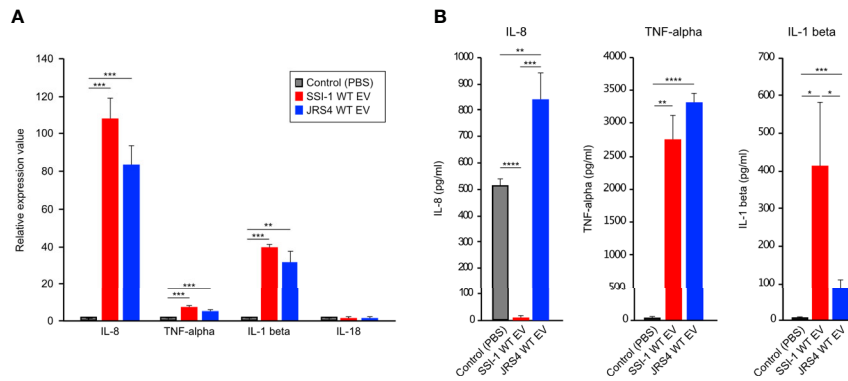 A
Relative expression value
140
120
100
80
60
40
20
0
***
***
***
***
***
**
IL-8
TNF-alpha
IL-1 beta
IL-18
Control (PBS)
SSI-1 WT EV
JRS4 WT EV
B
IL-8
IL-8 (pg/ml)
1000
900
800
700
600
500
400
300
200
100
0
**
***
****
Control (PBS)
SSI-1 WT EV
JRS4 WT EV
TNF-alpha
TNF-alpha (pg/ml)
4000
3500
3000
2500
2000
1500
1000
500
0
****
**
Control (PBS)
SSI-1 WT EV
JRS4 WT EV
IL-1 beta
IL-1 beta (pg/ml)
700
600
500
400
300
200
100
0
***
*
*
Control (PBS)
SSI-1 WT EV
JRS4 WT EV